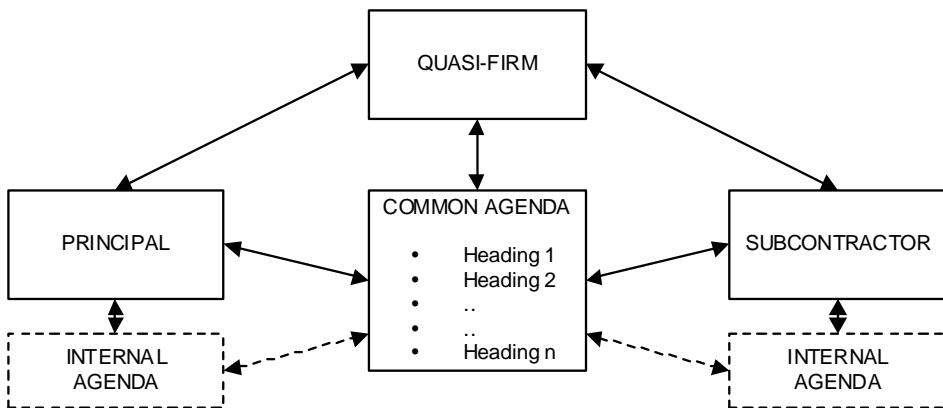 QUASI-FIRM
PRINCIPAL
COMMON AGENDA
• Heading 1
• Heading 2
• ..
• ..
• Heading n
SUBCONTRACTOR
INTERNAL
AGENDA
INTERNAL
AGENDA